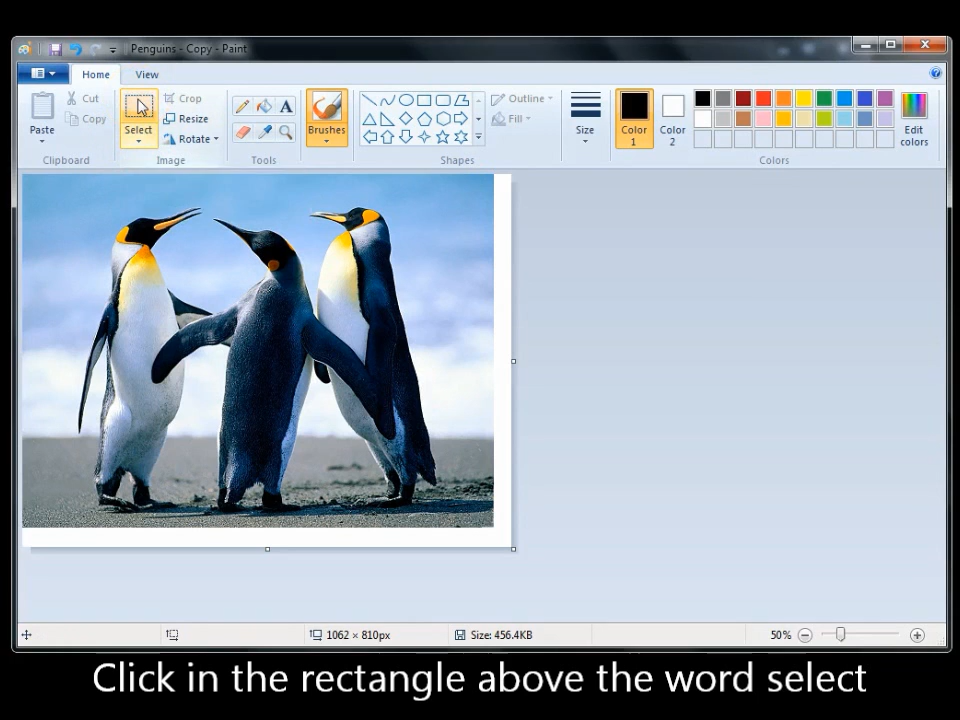 Penguins - Copy - Paint
Home View
Paste
Cut
Copy
Clipboard
Select
Crop
Resize
Rotate
Image
A
Tools
Brushes
Outline
Fill
Shapes
Size
Color 1
Color 2
Edit colors
Colors
1062 × 810px
Size: 456.4KB
50%
Click in the rectangle above the word select